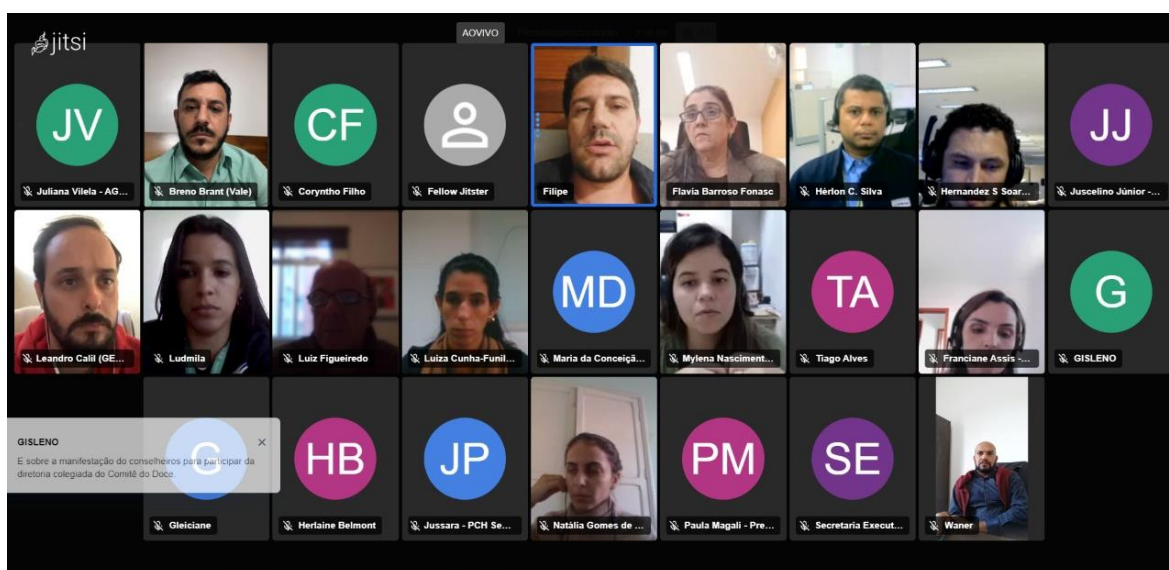 jitsi
AOVIVO
JV
CF
JJ
Juliana Vilela - AG...
Breno Brant (Vale)
Coryntho Filho
Fellow Jitster
Filipe
Flavia Barroso Fonasc
Hérlon C. Silva
Hernandez S Soar...
Juscelino Júnior -...
MD
TA
G
Leandro Calil (GE...
Ludmila
Luiz Figueiredo
Luiza Cunha-Funil...
Maria da Conceiçã...
Mylena Nasciment...
Tiago Alves
Franciane Assis -...
GISLENO
GISLENO
E sobre a manifestação do conselheiros para participar da
diretoria colegiada do Comitê do Doce.
G
HB
JP
PM
SE
Gleiciane
Herlaine Belmont
Jussara - PCH Se...
Natália Gomes de ...
Paula Magali - Pre...
Secretaria Execut...
Waner